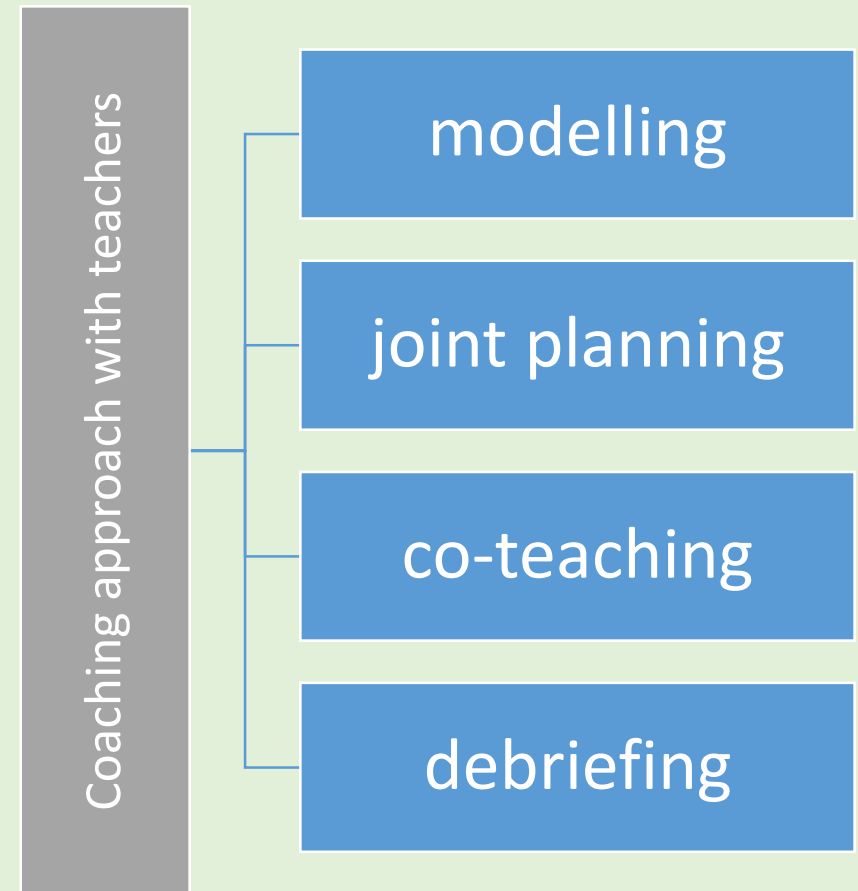 Coaching approach with teachers
modelling
joint planning
co-teaching
debriefing